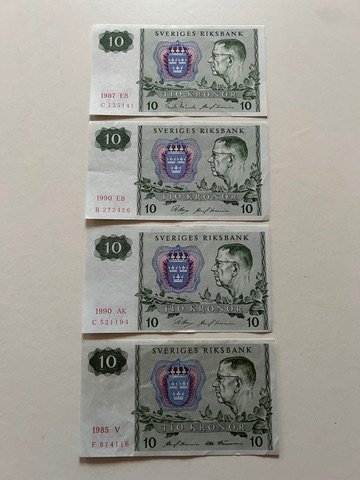 10 SVERIGES RIKSBANK
1987 EB
C 135141
TIO KRONOR
10 10
10 SVERIGES RIKSBANK
1990 EB
B 275426
TIO KRONOR
10 10
10 SVERIGES RIKSBANK
1990 AK
C 521194
TIO KRONOR
10 10
10 SVERIGES RIKSBANK
1985 V
F 814116
TIO KRONOR
10 10